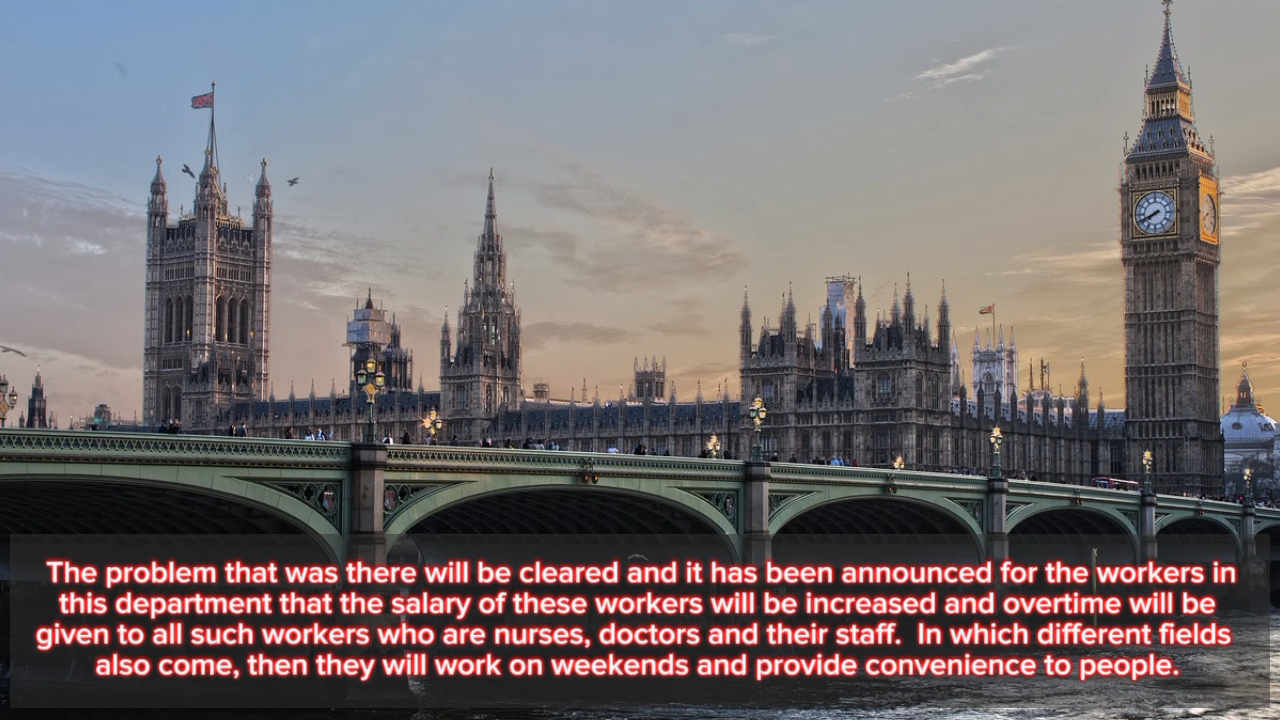 The problem that was there will be cleared and it has been announced for the workers in
this department that the salary of these workers will be increased and overtime will be
given to all such workers who are nurses, doctors and their staff.  In which different fields
also come, then they will work on weekends and provide convenience to people.